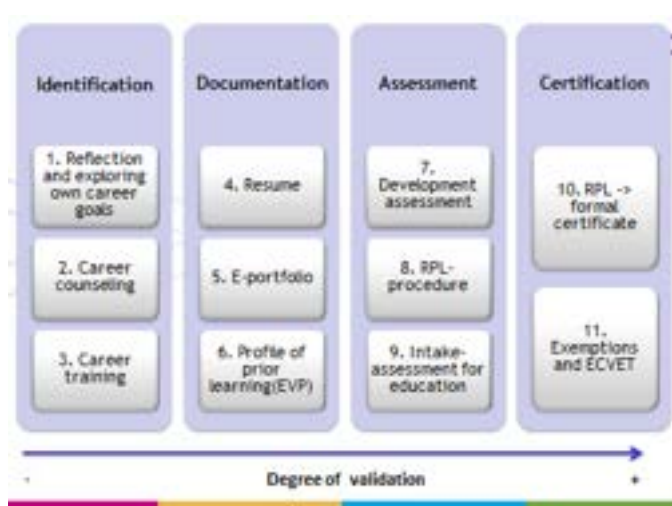 Identification
1. Reflection
and exploring
own career
goals
2. Career
counseling
3. Career
training
Documentation
4. Resume
5. E-portfolio
6. Profile of
prior
learning(EVP)
Assessment
7.
Development
assessment
8. RPL-
procedure
9. Intake-
assessment for
education
Certification
10. RPL ->
formal
certificate
11.
Exemptions
and ECVET
- Degree of validation +